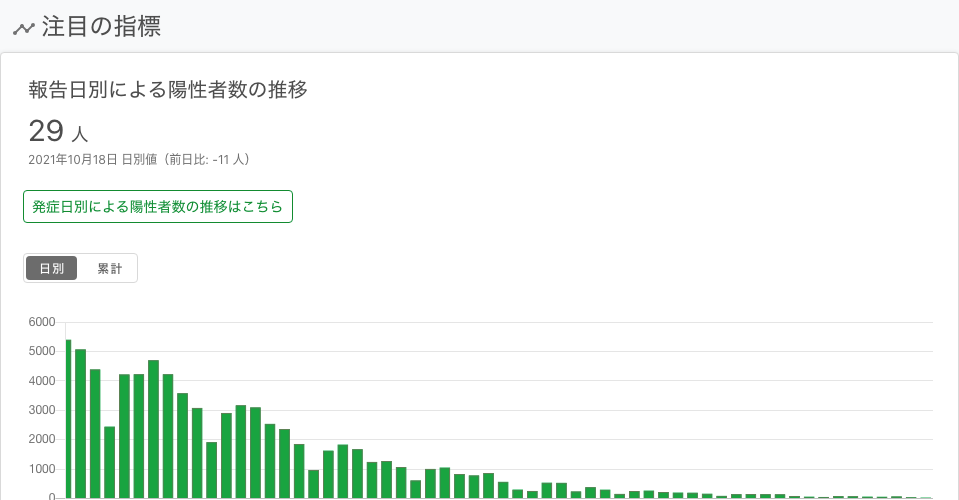 注目の指標
報告日別による陽性者数の推移
29 人
2021年10月18日 日別値（前日比: -11 人）
発症日別による陽性者数の推移はこちら
日別 累計
6000
5000
4000
3000
2000
1000
0